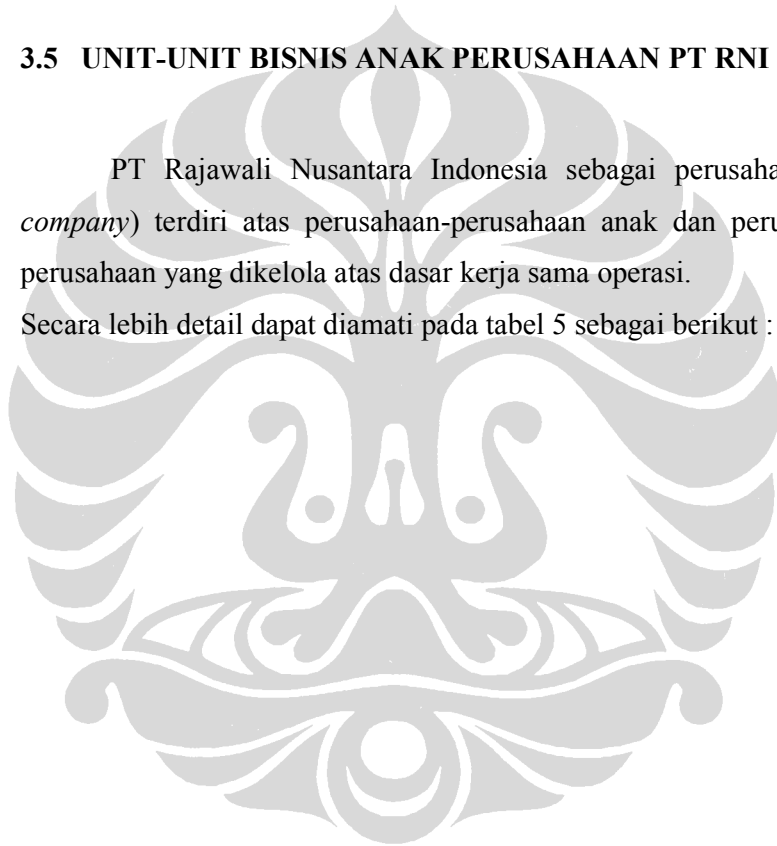 3.5 UNIT-UNIT BISNIS ANAK PERUSAHAAN PT RNI
PT Rajawali Nusantara Indonesia sebagai
company) terdiri atas perusahaan-perusahaan anak dan
perusahaan yang dikelola atas dasar kerja sama operasi.
Secara lebih detail dapat diamati pada tabel 5 sebagai berikut :